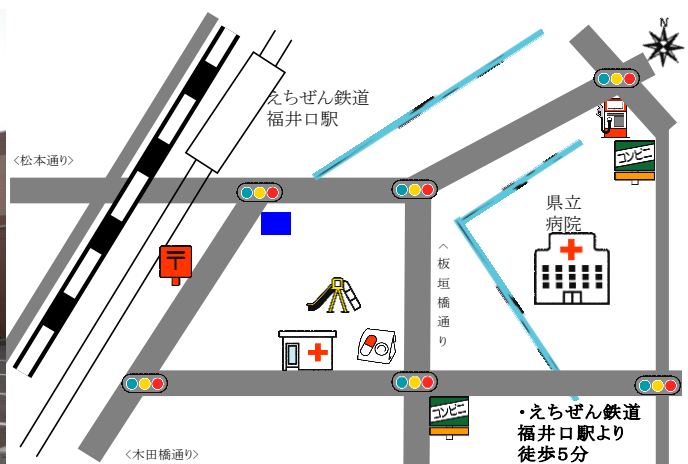 N
えちぜん鉄道
福井口駅
<松本通り>
コンビニ
県立
病院
<板垣橋通り
〒
コンビニ
・えちぜん鉄道
福井口駅より
徒歩5分
<木田橋通り>